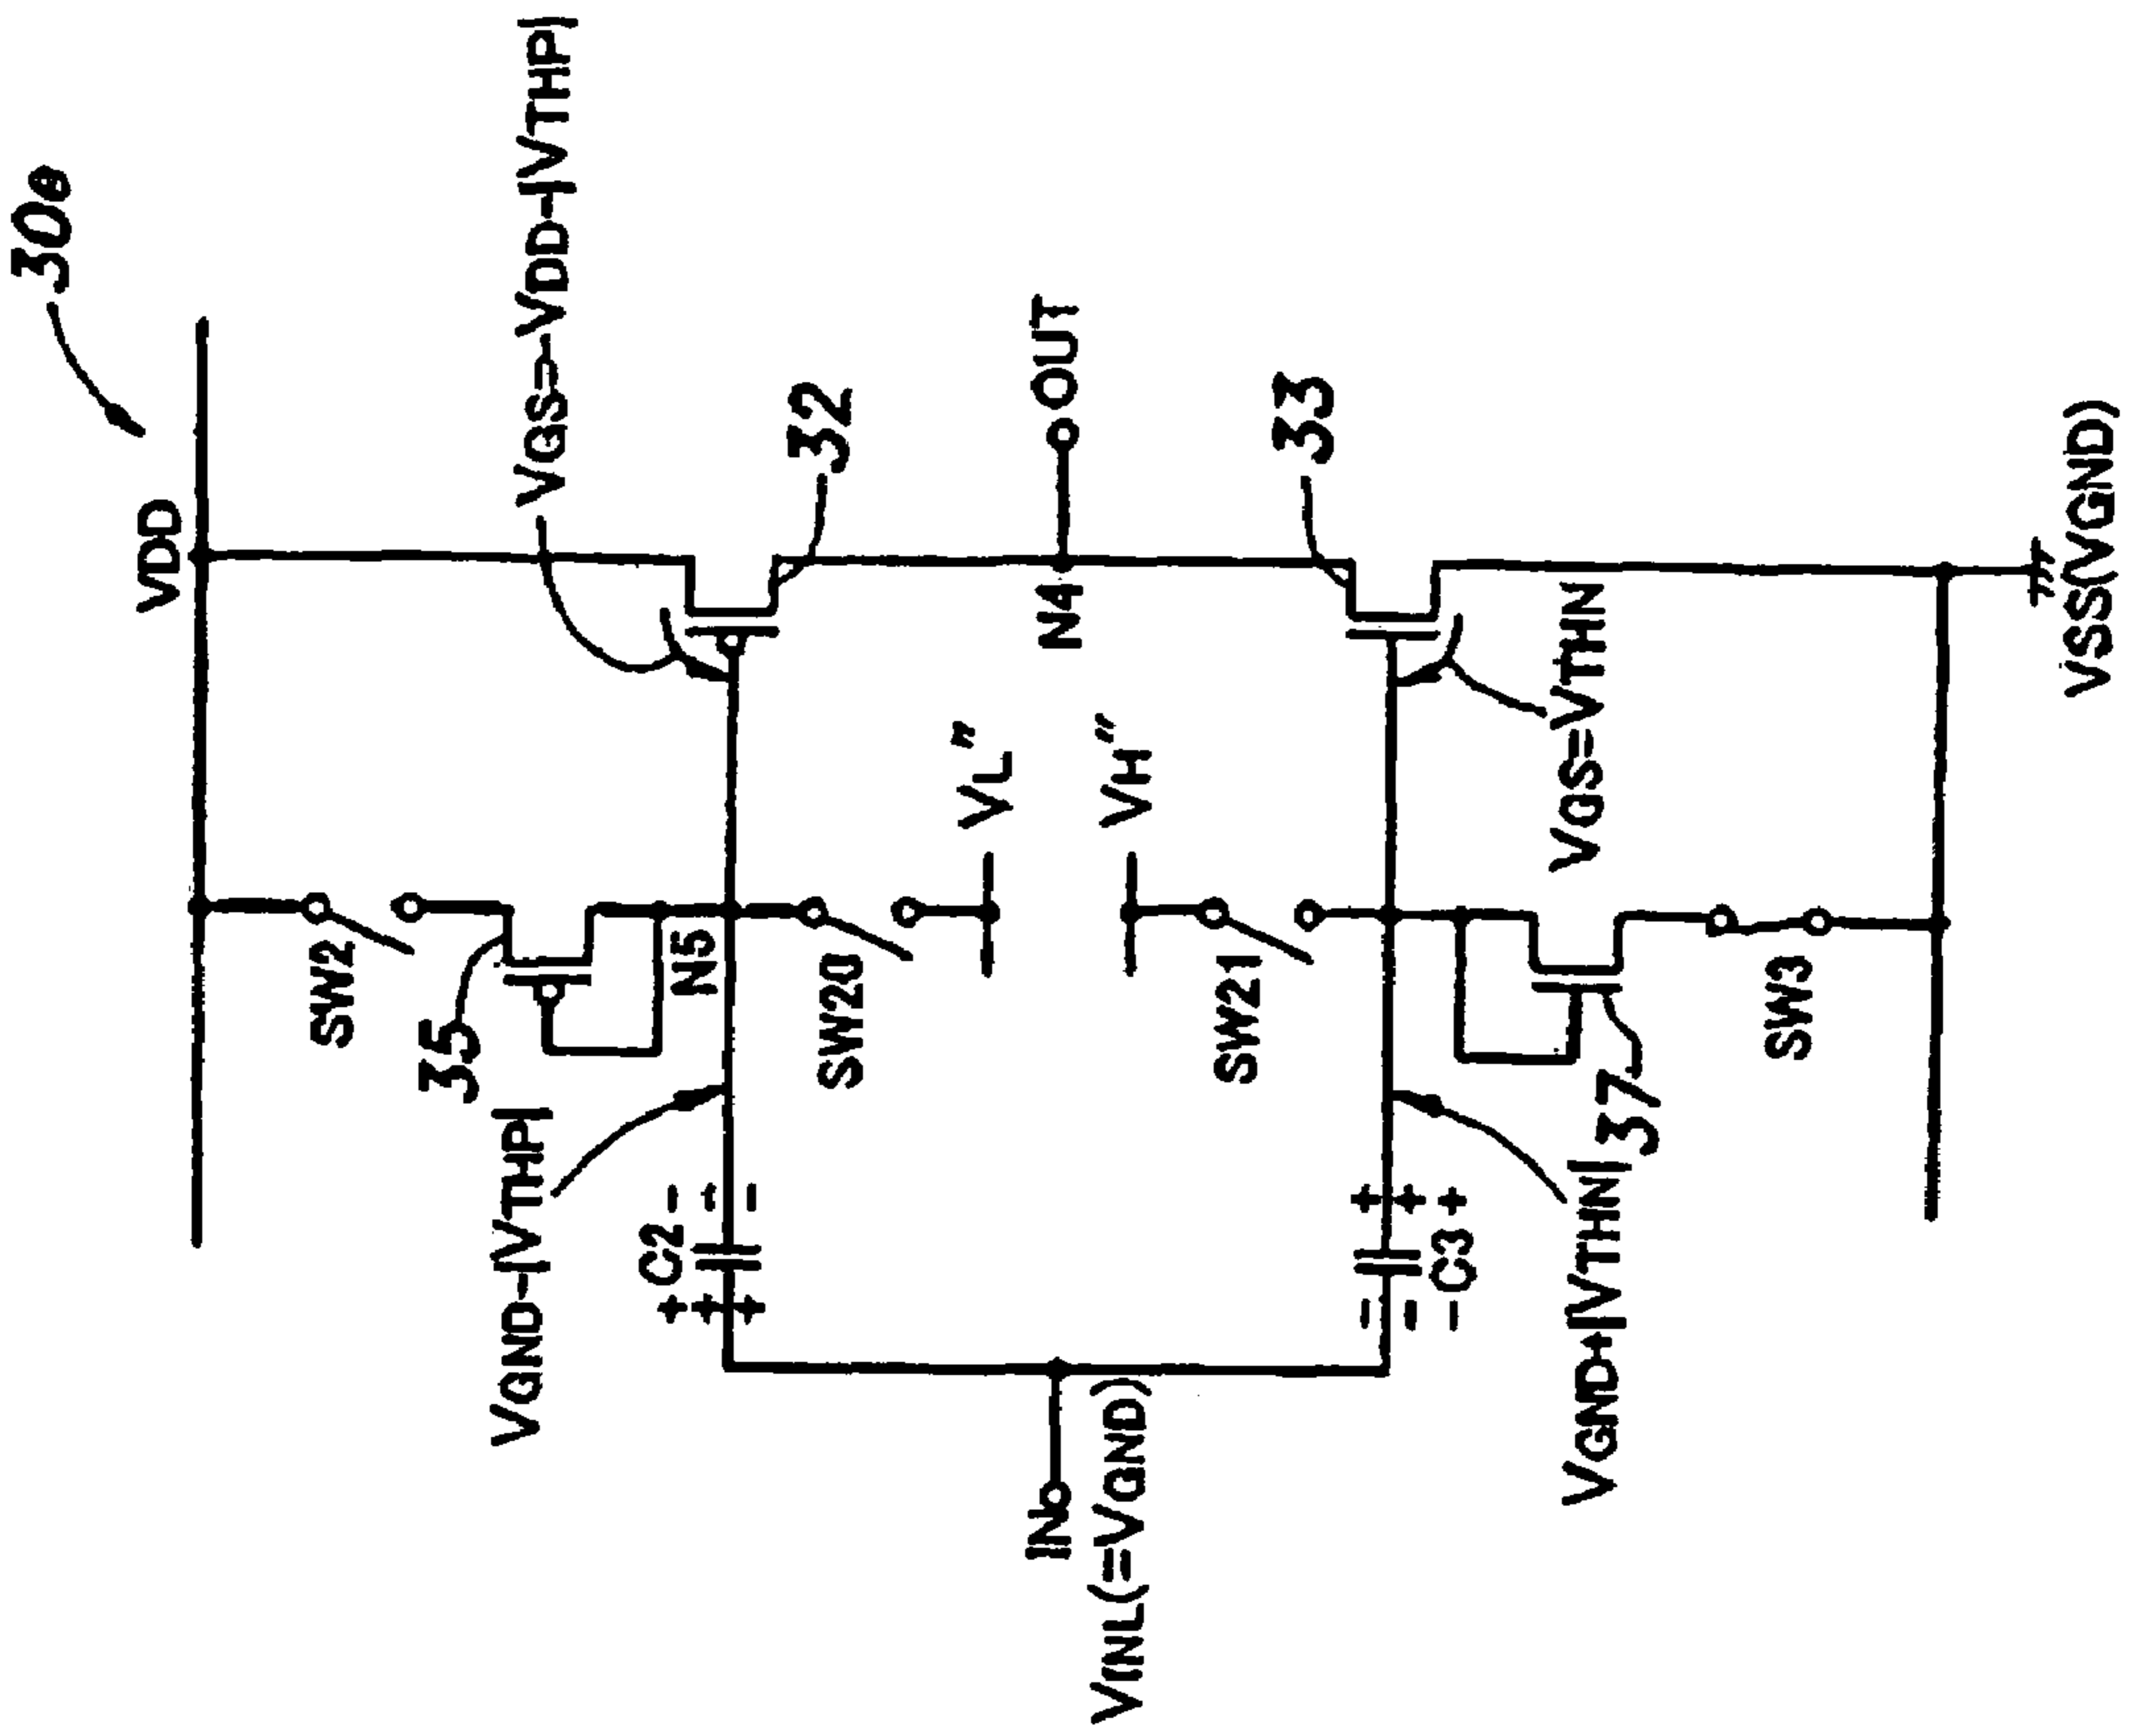 30e
VDD
VGS=-VDD-|VTHP|
SW2
35
32
VGND-|VTHP|
N5
C2
- - -
+ + +
SW20
VL"
IN
VINL(=VGND)
N4
OUT
VH"
SW21
33
+ + +
- - -
C3
VGS=VTHN
VGND+|VTHN|
37
SW3
VSS(VGND)